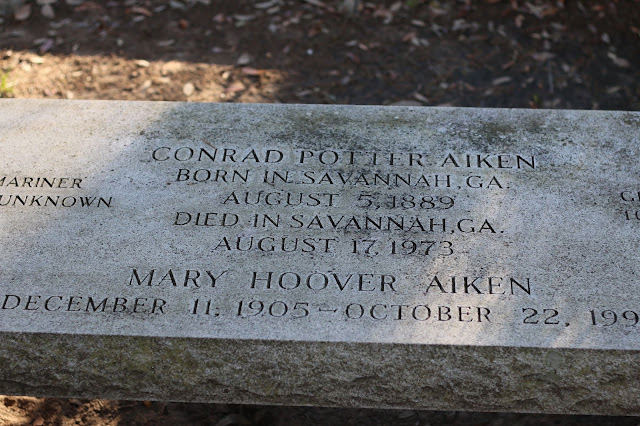 CONRAD POTTER AIKEN
BORN IN SAVANNAH, GA.
AUGUST 5, 1889
DIED IN SAVANNAH, GA.
AUGUST 17, 1973
MARY HOOVER AIKEN
DECEMBER 11, 1905–OCTOBER 22, 199
MARINER
UNKNOWN